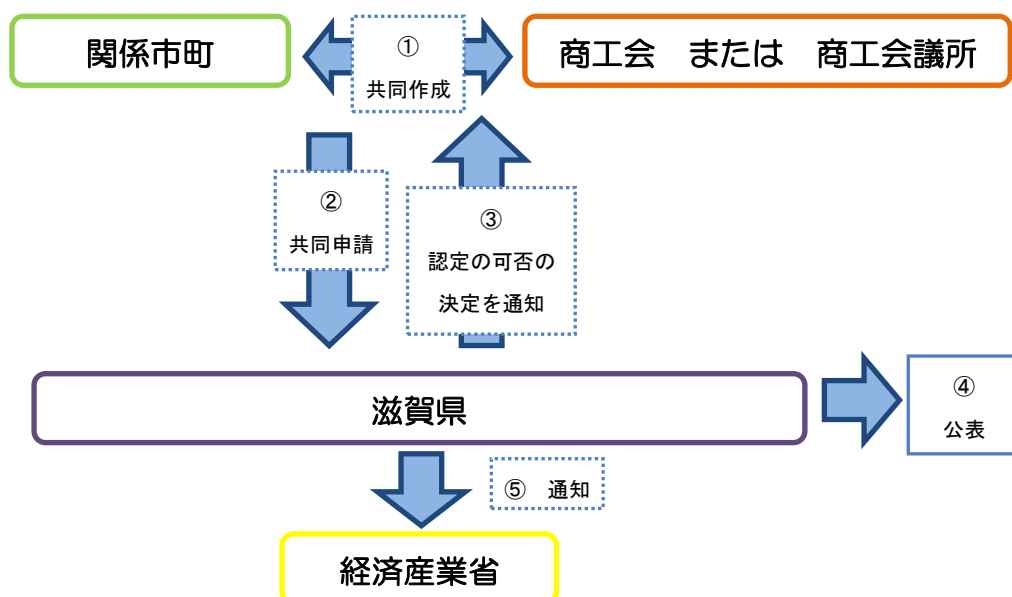 関係市町
①
共同作成
商工会　または　商工会議所
②
共同申請
③
認定の可否の
決定を通知
滋賀県
④
公表
⑤　通知
経済産業省